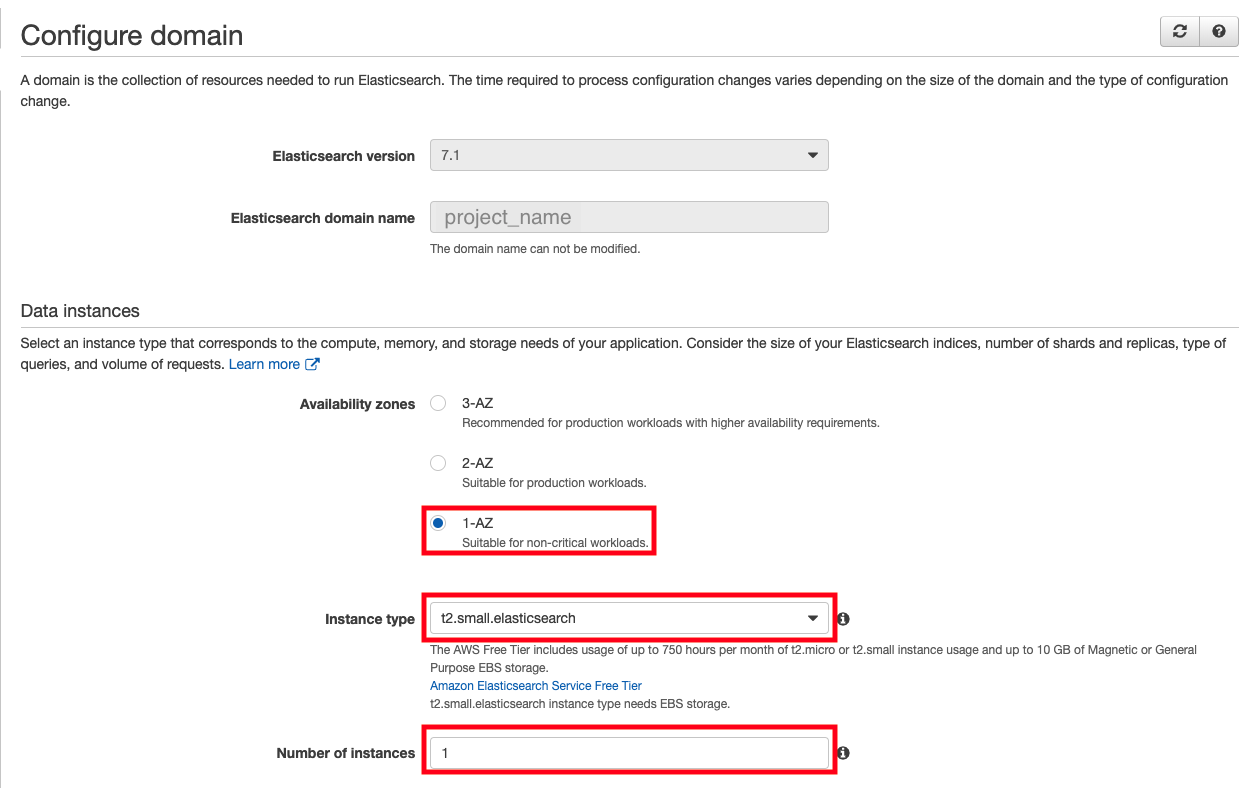 Configure domain
A domain is the collection of resources needed to run Elasticsearch. The time required to process configuration changes varies depending on the size of the domain and the type of configuration
change.
Elasticsearch version
7.1
Elasticsearch domain name
project_name
The domain name can not be modified.
Data instances
Select an instance type that corresponds to the compute, memory, and storage needs of your application. Consider the size of your Elasticsearch indices, number of shards and replicas, type of
queries, and volume of requests. Learn more
Availability zones
3-AZ
Recommended for production workloads with higher availability requirements.
2-AZ
Suitable for production workloads.
1-AZ
Suitable for non-critical workloads.
Instance type
t2.small.elasticsearch
The AWS Free Tier includes usage of up to 750 hours per month of t2.micro or t2.small instance usage and up to 10 GB of Magnetic or General
Purpose EBS storage.
Amazon Elasticsearch Service Free Tier
t2.small.elasticsearch instance type needs EBS storage.
Number of instances
1